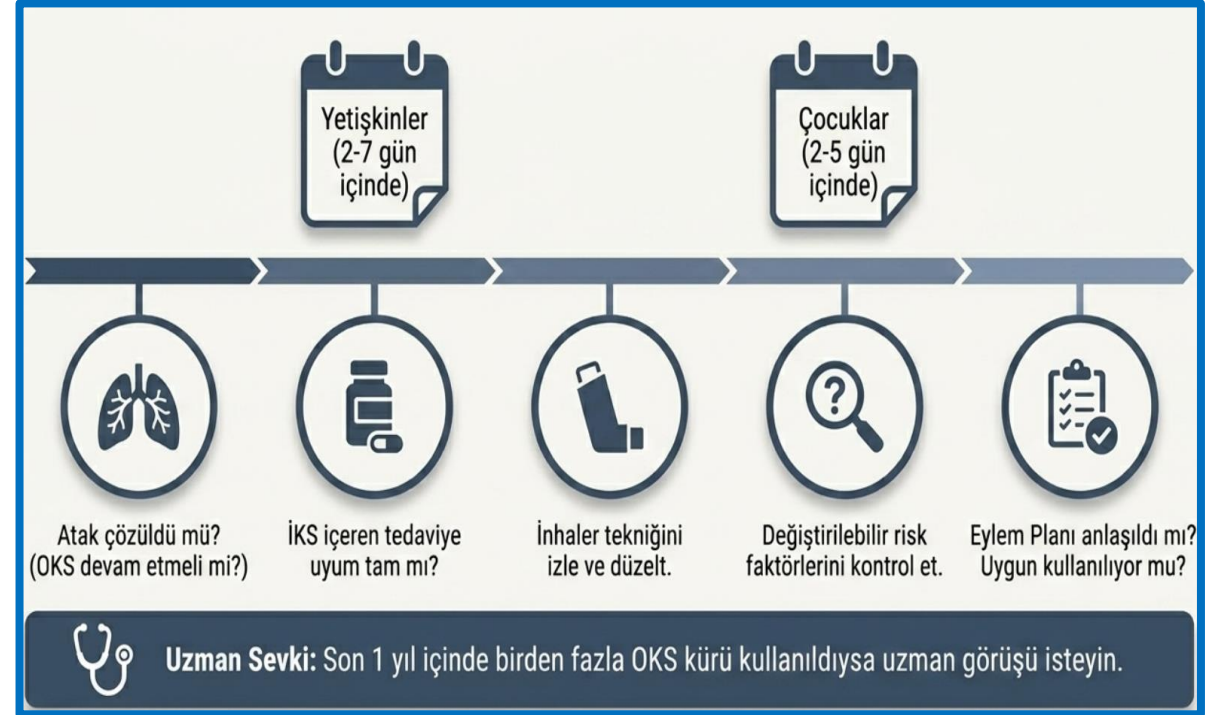 Yetişkinler
(2-7 gün
içinde)
Çocuklar
(2-5 gün
içinde)
Atak çözüldü mü?
(OKS devam etmeli mi?)
İKS içeren tedaviye
uyum tam mı?
İnhaler tekniğini
izle ve düzelt.
Değiştirilebilir risk
faktörlerini kontrol et.
Eylem Planı anlaşıldı mı?
Uygun kullanılıyor mu?
Uzman Sevki: Son 1 yıl içinde birden fazla OKS kürü kullanıldıysa uzman görüşü isteyin.